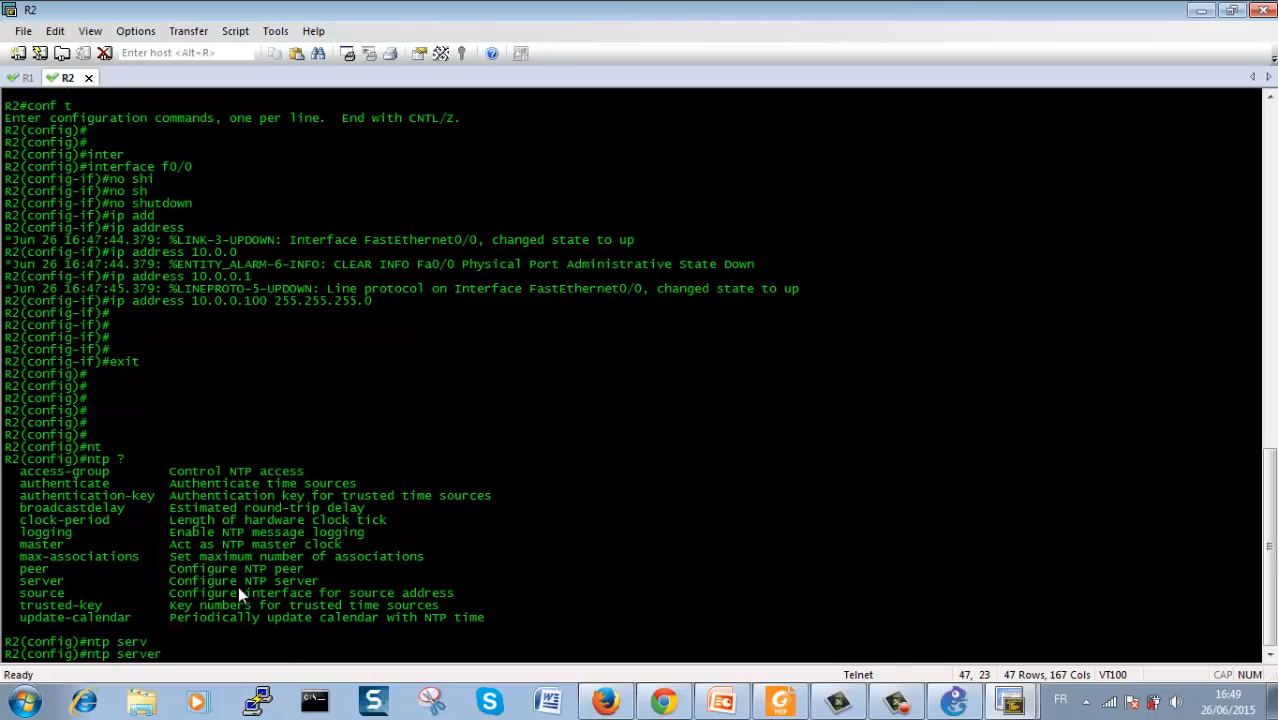 R2
File Edit View Options Transfer Script Tools Help
Enter host <Alt+R>
R1 R2
R2#conf t
Enter configuration commands, one per line.  End with CNTL/Z.
R2(config)#
R2(config)#
R2(config)#inter
R2(config)#interface f0/0
R2(config-if)#no shi
R2(config-if)#no sh
R2(config-if)#no shutdown
R2(config-if)#ip add
R2(config-if)#ip address
*Jun 26 16:47:44.379: %LINK-3-UPDOWN: Interface FastEthernet0/0, changed state to up
R2(config-if)#ip address 10.0.0
*Jun 26 16:47:44.379: %ENTITY_ALARM-6-INFO: CLEAR INFO Fa0/0 Physical Port Administrative State Down
R2(config-if)#ip address 10.0.0.1
*Jun 26 16:47:45.379: %LINEPROTO-5-UPDOWN: Line protocol on Interface FastEthernet0/0, changed state to up
R2(config-if)#ip address 10.0.0.100 255.255.255.0
R2(config-if)#
R2(config-if)#
R2(config-if)#
R2(config-if)#
R2(config-if)#exit
R2(config)#
R2(config)#
R2(config)#
R2(config)#
R2(config)#
R2(config)#
R2(config)#nt
R2(config)#ntp ?
access-group Control NTP access
authenticate Authenticate time sources
authentication-key Authentication key for trusted time sources
broadcastdelay Estimated round-trip delay
clock-period Length of hardware clock tick
logging Enable NTP message logging
master Act as NTP master clock
max-associations Set maximum number of associations
peer Configure NTP peer
server Configure NTP server
source Configure interface for source address
trusted-key Key numbers for trusted time sources
update-calendar Periodically update calendar with NTP time
R2(config)#ntp serv
R2(config)#ntp server
Ready Telnet 47, 23 47 Rows, 167 Cols VT100 CAP NUM
FR 16:49
26/06/2015